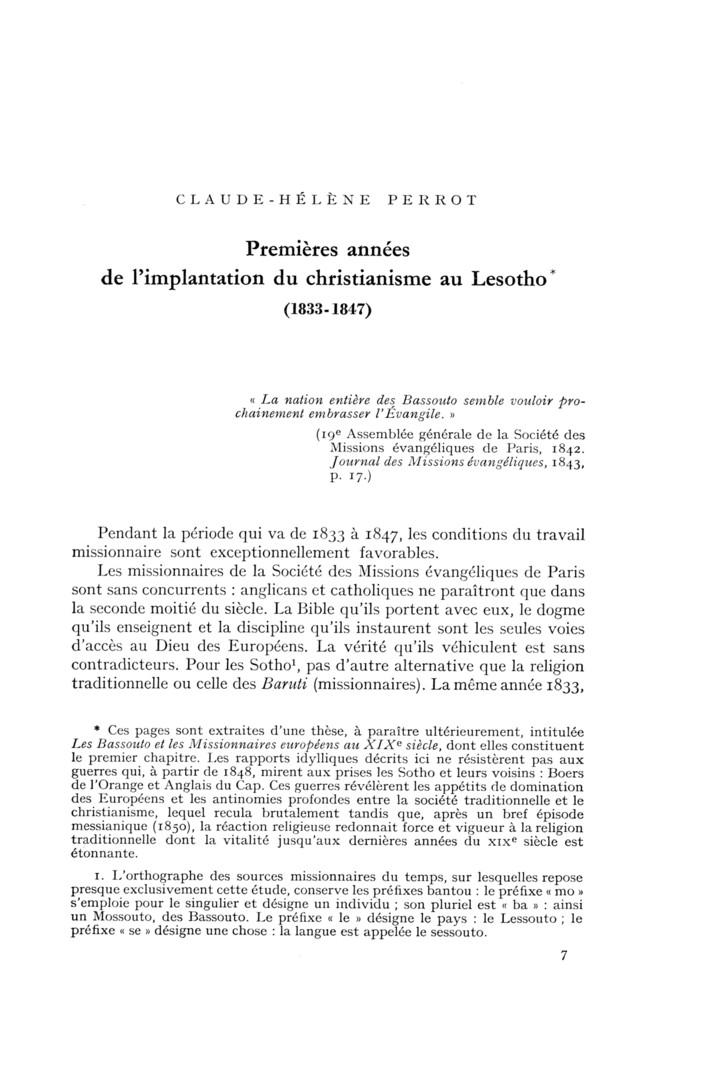 CLAUDE-HÉLÈNE PERROT
Premières années
de l'implantation du christianisme au Lesotho*
(1833-1847)
« La nation entière des Bassouto semble vouloir pro-
chainement embrasser l'Évangile. »
(19e Assemblée générale de la Société des
Missions évangéliques de Paris, 1842.
Journal des Missions évangéliques, 1843,
p. 17.)
Pendant la période qui va de 1833 à 1847, les conditions du travail
missionnaire sont exceptionnellement favorables.
Les missionnaires de la Société des Missions évangéliques de Paris
sont sans concurrents : anglicans et catholiques ne paraîtront que dans
la seconde moitié du siècle. La Bible qu'ils portent avec eux, le dogme
qu'ils enseignent et la discipline qu'ils instaurent sont les seules voies
d'accès au Dieu des Européens. La vérité qu'ils véhiculent est sans
contradicteurs. Pour les Sotho¹, pas d'autre alternative que la religion
traditionnelle ou celle des Baruti (missionnaires). La même année 1833,
* Ces pages sont extraites d'une thèse, à paraître ultérieurement, intitulée
Les Bassouto et les Missionnaires européens au XIXe siècle, dont elles constituent
le premier chapitre. Les rapports idylliques décrits ici ne résistèrent pas aux
guerres qui, à partir de 1848, mirent aux prises les Sotho et leurs voisins : Boers
de l'Orange et Anglais du Cap. Ces guerres révélèrent les appétits de domination
des Européens et les antinomies profondes entre la société traditionnelle et le
christianisme, lequel recula brutalement tandis que, après un bref épisode
messianique (1850), la réaction religieuse redonnait force et vigueur à la religion
traditionnelle dont la vitalité jusqu'aux dernières années du XIXe siècle est
étonnante.
1. L'orthographe des sources missionnaires du temps, sur lesquelles repose
presque exclusivement cette étude, conserve les préfixes bantou : le préfixe « mo »
s'emploie pour le singulier et désigne un individu ; son pluriel est « ba » : ainsi
un Mossouto, des Bassouto. Le préfixe « le » désigne le pays : le Lessouto ; le
préfixe « se » désigne une chose : la langue est appelée le sessouto.
7